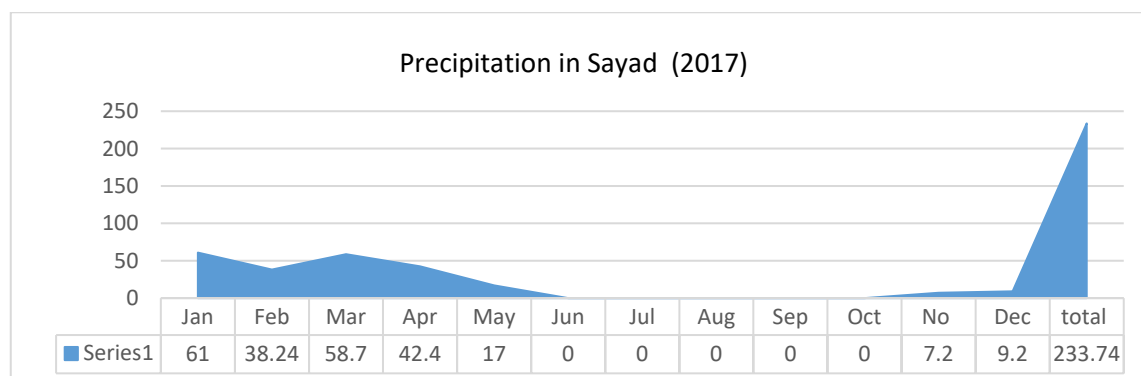 Precipitation in Sayad (2017)
250
200
150
100
50
0
Jan Feb Mar Apr May Jun Jul Aug Sep Oct No Dec total
Series1 61 38.24 58.7 42.4 17 0 0 0 0 0 7.2 9.2 233.74